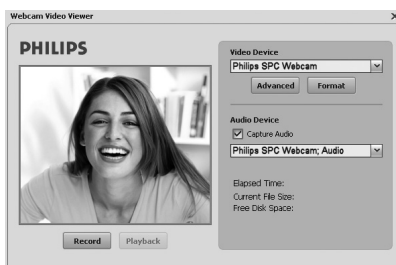 Webcam Video Viewer
PHILIPS
Record
Playback
Video Device
Philips SPC Webcam
Advanced
Format
Audio Device
Capture Audio
Philips SPC Webcam; Audio
Elapsed Time:
Current File Size:
Free Disk Space: